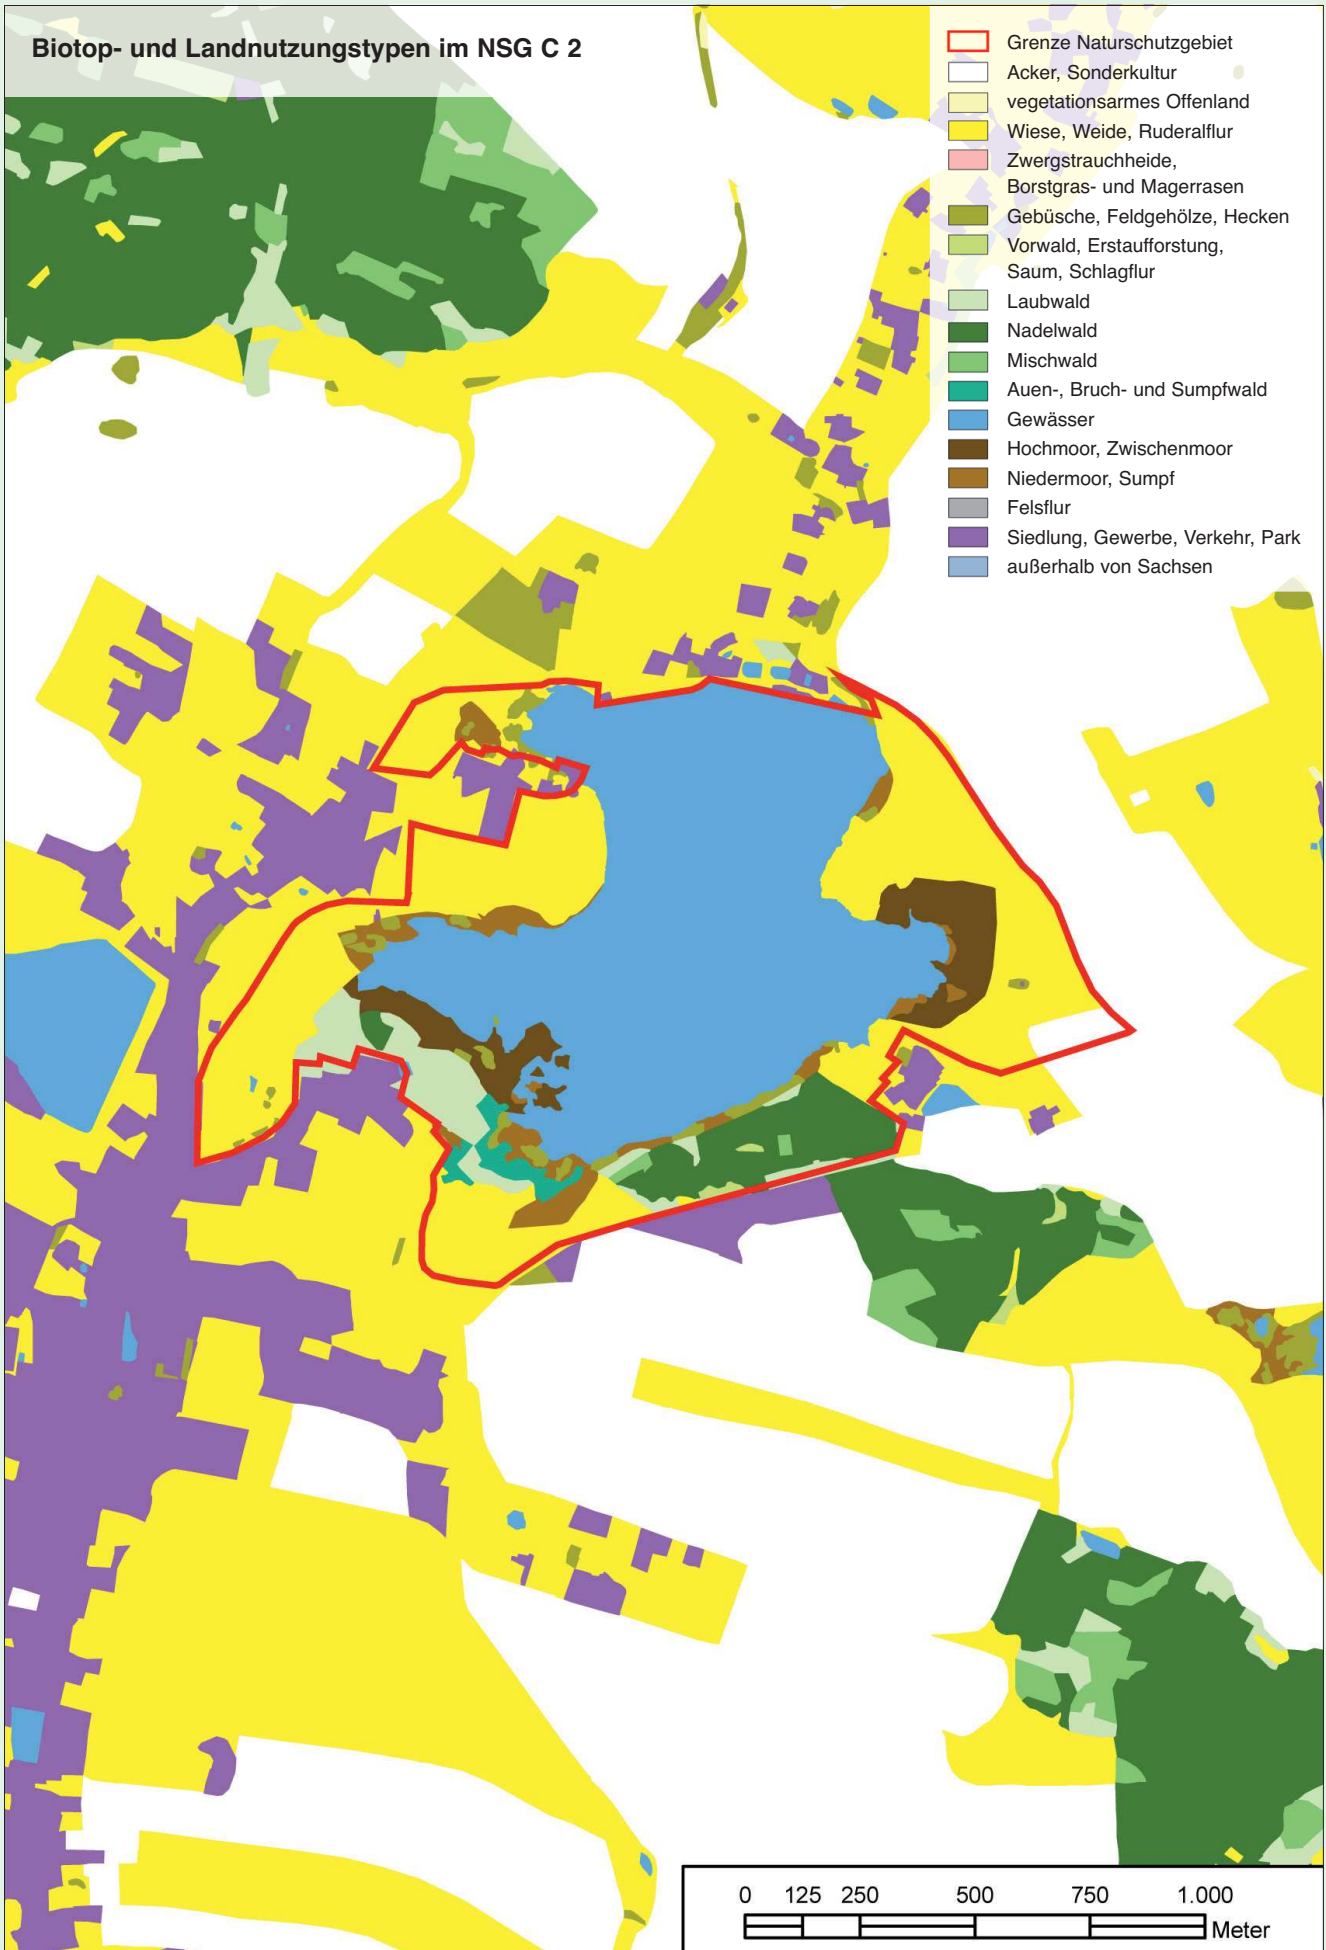 Biotop- und Landnutzungstypen im NSG C 2
Grenze Naturschutzgebiet
Acker, Sonderkultur
vegetationsarmes Offenland
Wiese, Weide, Ruderalflur
Zwergstrauchheide,
Borstgras- und Magerrasen
Gebüsche, Feldgehölze, Hecken
Vorwald, Erstaufforstung,
Saum, Schlagflur
Laubwald
Nadelwald
Mischwald
Auen-, Bruch- und Sumpfwald
Gewässer
Hochmoor, Zwischenmoor
Niedermoor, Sumpf
Felsflur
Siedlung, Gewerbe, Verkehr, Park
außerhalb von Sachsen
0 125 250 500 750 1.000
Meter